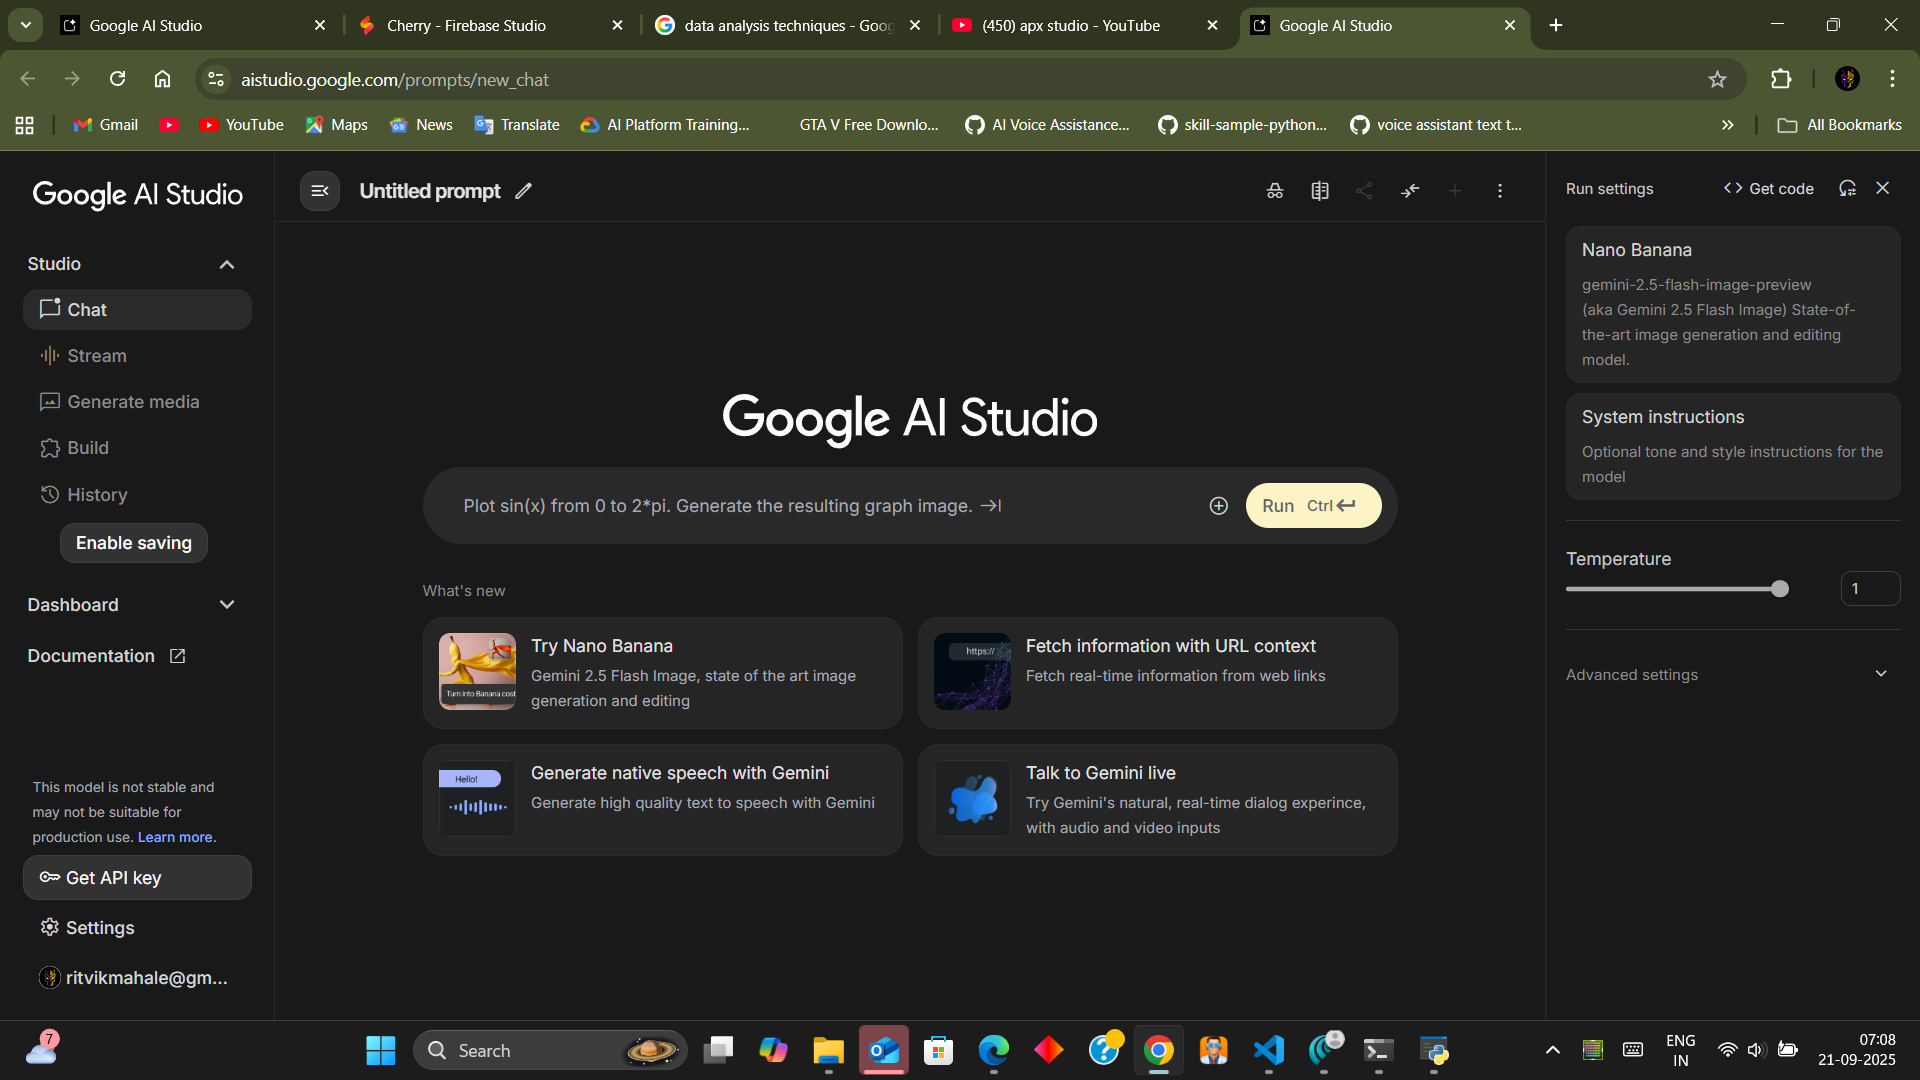 Google AI Studio
Cherry - Firebase Studio
data analysis techniques - Goog
(450) apx studio - YouTube
Google AI Studio
aistudio.google.com/prompts/new_chat
Gmail
YouTube
Maps
News
Translate
AI Platform Training...
GTA V Free Downlo...
AI Voice Assistance...
skill-sample-python...
voice assistant text t...
All Bookmarks
Google AI Studio
Studio
Chat
Stream
Generate media
Build
History
Enable saving
Dashboard
Documentation
This model is not stable and
may not be suitable for
production use. Learn more.
Get API key
Settings
ritvikmahale@gm...
Untitled prompt
Google AI Studio
Plot sin(x) from 0 to 2*pi. Generate the resulting graph image.
Run Ctrl
What's new
Turn into Banana cost
Try Nano Banana
Gemini 2.5 Flash Image, state of the art image
generation and editing
https://
Fetch information with URL context
Fetch real-time information from web links
Hello!
Generate native speech with Gemini
Generate high quality text to speech with Gemini
Talk to Gemini live
Try Gemini's natural, real-time dialog experince,
with audio and video inputs
Run settings
Get code
Nano Banana
gemini-2.5-flash-image-preview
(aka Gemini 2.5 Flash Image) State-of-
the-art image generation and editing
model.
System instructions
Optional tone and style instructions for the
model
Temperature
1
Advanced settings
7
Search
ENG
IN
07:08
21-09-2025